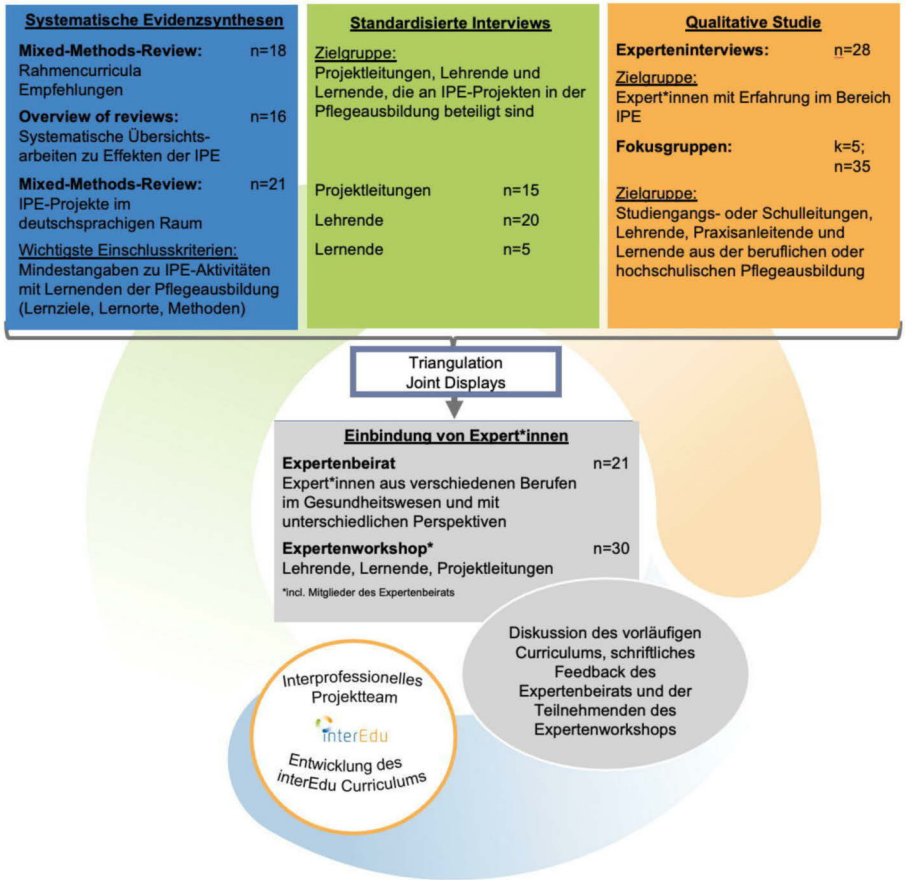 Systematische Evidenzsynthesen
Mixed-Methods-Review: n=18
Rahmencurricula
Empfehlungen
Overview of reviews: n=16
Systematische Übersichts-
arbeiten zu Effekten der IPE
Mixed-Methods-Review: n=21
IPE-Projekte im
deutschsprachigen Raum
Wichtigste Einschlusskriterien:
Mindestangaben zu IPE-Aktivitäten
mit Lernenden der Pflegeausbildung
(Lernziele, Lernorte, Methoden)
Standardisierte Interviews
Zielgruppe:
Projektleitungen, Lehrende und
Lernende, die an IPE-Projekten in der
Pflegeausbildung beteiligt sind
Projektleitungen n=15
Lehrende n=20
Lernende n=5
Qualitative Studie
Experteninterviews: n=28
Zielgruppe:
Expert*innen mit Erfahrung im Bereich
IPE
Fokusgruppen: k=5;
n=35
Zielgruppe:
Studiengangs- oder Schulleitungen,
Lehrende, Praxisanleitende und
Lernende aus der beruflichen oder
hochschulischen Pflegeausbildung
Triangulation
Joint Displays
Einbindung von Expert*innen
Expertenbeirat n=21
Expert*innen aus verschiedenen Berufen
im Gesundheitswesen und mit
unterschiedlichen Perspektiven
Expertenworkshop* n=30
Lehrende, Lernende, Projektleitungen
*incl. Mitglieder des Expertenbeirats
Diskussion des vorläufigen
Curriculums, schriftliches
Feedback des
Expertenbeirats und der
Teilnehmenden des
Expertenworkshops
Interprofessionelles
Projektteam
interEdu
Entwicklung des
interEdu Curriculums